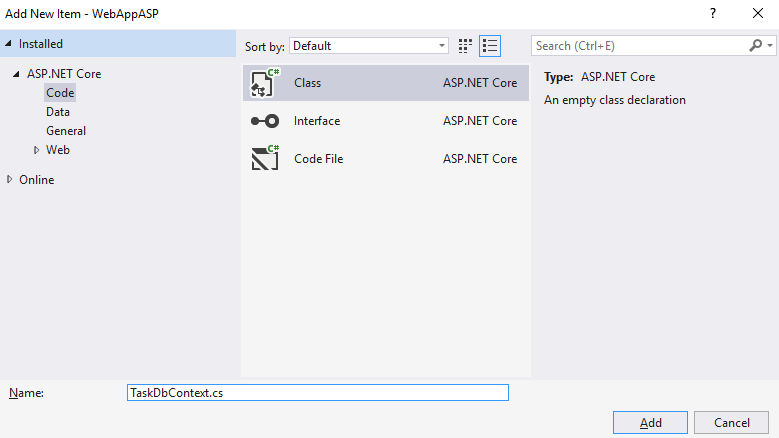 Add New Item - WebAppASP
?
Installed
ASP.NET Core
Code
Data
General
Web
Online
Sort by: Default
C# Class ASP.NET Core
Interface ASP.NET Core
C# Code File ASP.NET Core
Search (Ctrl+E)
Type: ASP.NET Core
An empty class declaration
Name: TaskDbContext.cs
Add Cancel